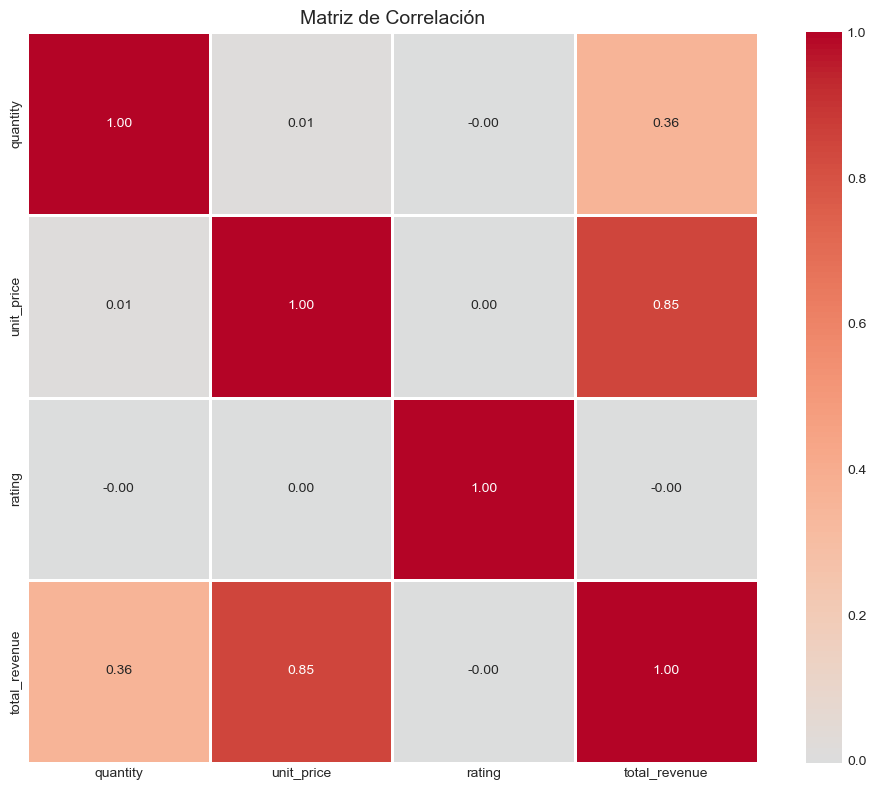 Matriz de Correlación
quantity 1.00 0.01 -0.00 0.36
unit_price 0.01 1.00 0.00 0.85
rating -0.00 0.00 1.00 -0.00
total_revenue 0.36 0.85 -0.00 1.00
quantity unit_price rating total_revenue
1.0
0.8
0.6
0.4
0.2
0.0